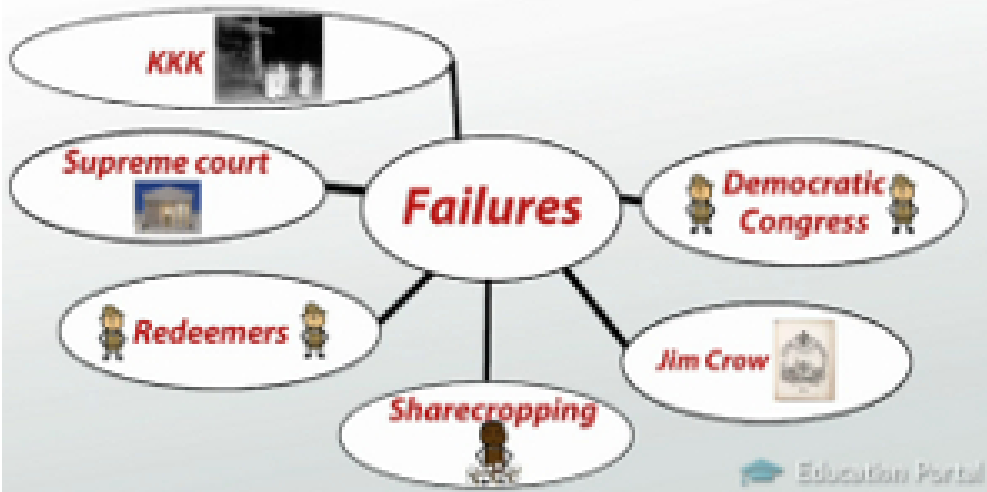 KKK
Supreme court
Failures
Democratic
Congress
Redeemers
Jim Crow
Sharecropping
Education Portal